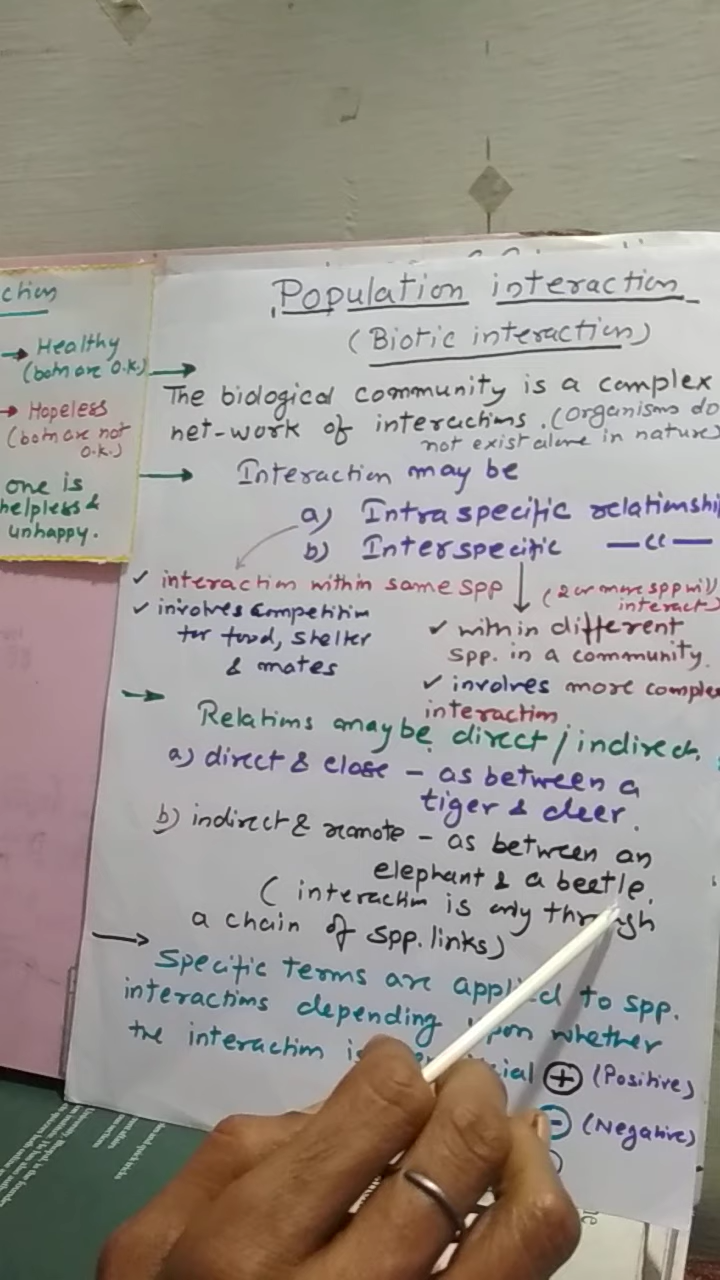 ction
→ Healthy
(both are O.K.)
→ Hopeless
(both are not
O.K.)
one is
helpless &
unhappy.
Population interaction
(Biotic interaction)
→ The biological community is a complex
net-work of interactions. (Organisms do
not exist alone in nature)
→ Interaction may be
a) Intraspecific relationshi
b) Interspecific —"—
✓ interaction within same spp
✓ involves competition
for food, shelter
& mates
(2 or more spp will
interact)
✓ within different
spp. in a community.
✓ involves more complex
interaction
→ Relations may be direct / indirect.
a) direct & close - as between a
tiger & deer.
b) indirect & remote - as between an
elephant & a beetle.
( interaction is only through
a chain of spp. links)
→ Specific terms are applied to spp.
interactions depending upon whether
the interaction is cial ⊕ (Positive)
⊖ (Negative)